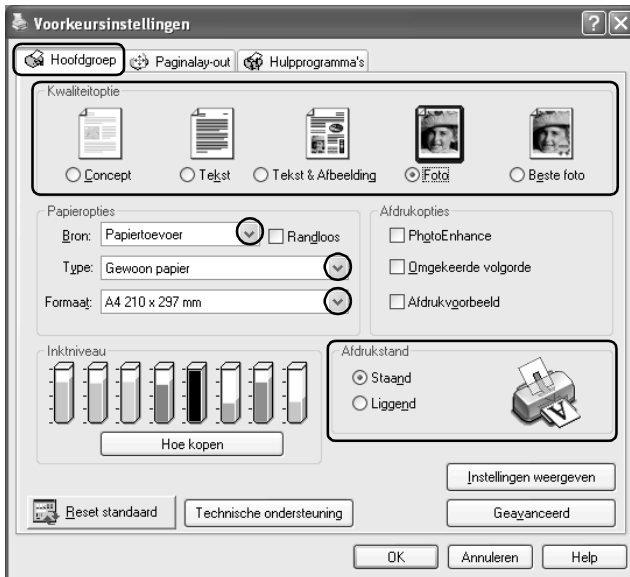 Voorkeursinstellingen
Hoofdgroep Paginalay-out Hulpprogramma's
Kwaliteitoptie
Concept Tekst Tekst & Afbeelding Foto Beste foto
Papieropties
Bron: Papiertoevoer Randloos
Type: Gewoon papier
Formaat: A4 210 x 297 mm
Afdrukopties
PhotoEnhance
Omgekeerde volgorde
Afdrukvoorbeeld
Inktniveau
Hoe kopen
Afdrukstand
Staand
Liggend
A
Instellingen weergeven
Reset standaard Technische ondersteuning Geavanceerd
OK Annuleren Help